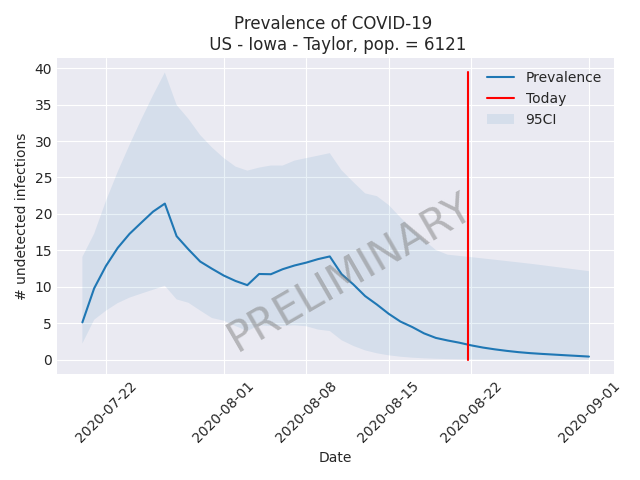 Prevalence of COVID-19
US - Iowa - Taylor, pop. = 6121
# undetected infections
40
35
30
25
20
15
10
5
0
Prevalence
Today
95CI
PRELIMINARY
2020-07-22
2020-08-01
2020-08-08
2020-08-15
2020-08-22
2020-09-01
Date